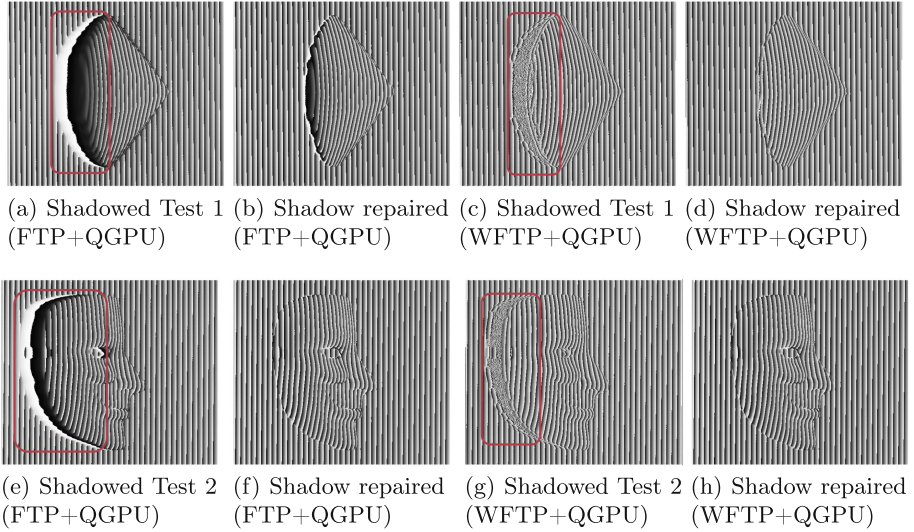 (a) Shadowed Test 1
(FTP+QGPU)
(b) Shadow repaired
(FTP+QGPU)
(c) Shadowed Test 1
(WFTP+QGPU)
(d) Shadow repaired
(WFTP+QGPU)
(e) Shadowed Test 2
(FTP+QGPU)
(f) Shadow repaired
(FTP+QGPU)
(g) Shadowed Test 2
(WFTP+QGPU)
(h) Shadow repaired
(WFTP+QGPU)